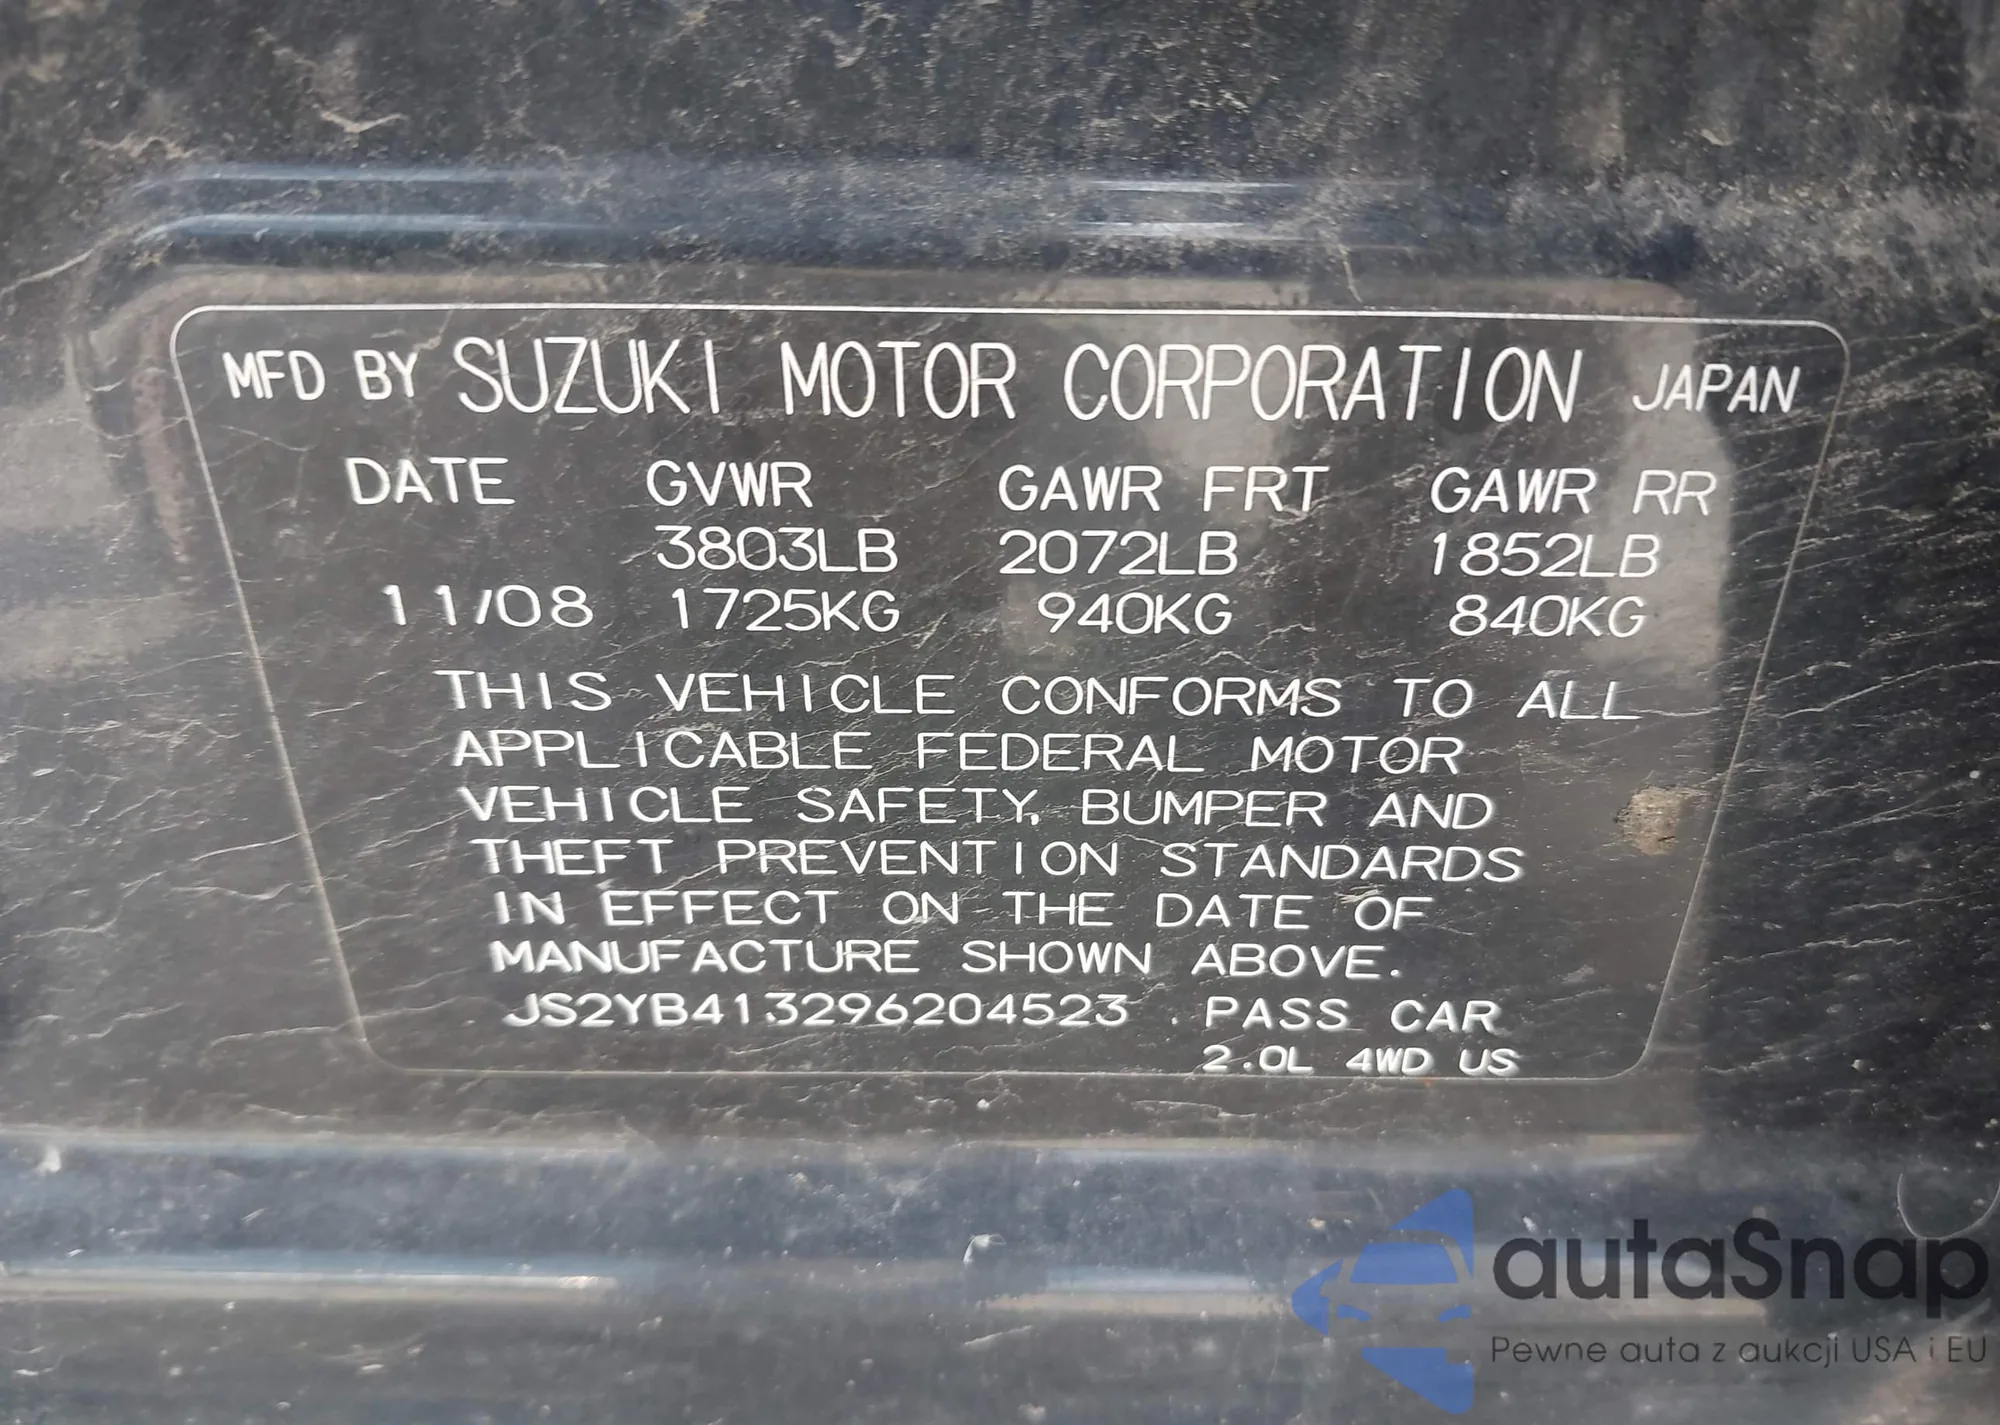 MFD BY SUZUKI MOTOR CORPORATION JAPAN
DATE GVWR GAWR FRT GAWR RR
3803LB 2072LB 1852LB
11/08 1725KG 940KG 840KG
THIS VEHICLE CONFORMS TO ALL
APPLICABLE FEDERAL MOTOR
VEHICLE SAFETY, BUMPER AND
THEFT PREVENTION STANDARDS
IN EFFECT ON THE DATE OF
MANUFACTURE SHOWN ABOVE.
JS2YB413296204523 PASS CAR
2.0L 4WD US
autaSnap
Pewne auta z aukcji USA i EU